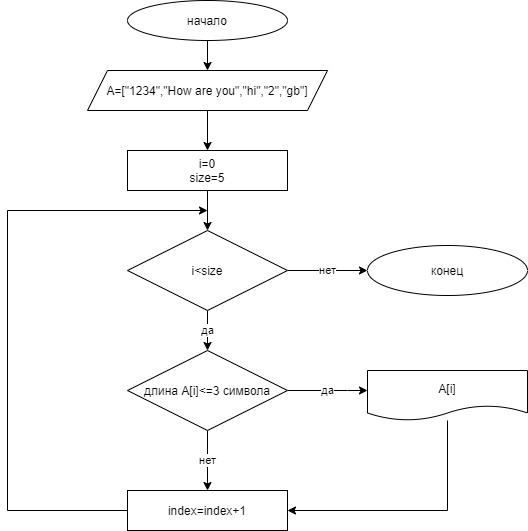 начало
A=["1234","How are you","hi","2","gb"]
i=0
size=5
i<size
нет
конец
да
длина A[i]<=3 символа
да
A[i]
нет
index=index+1